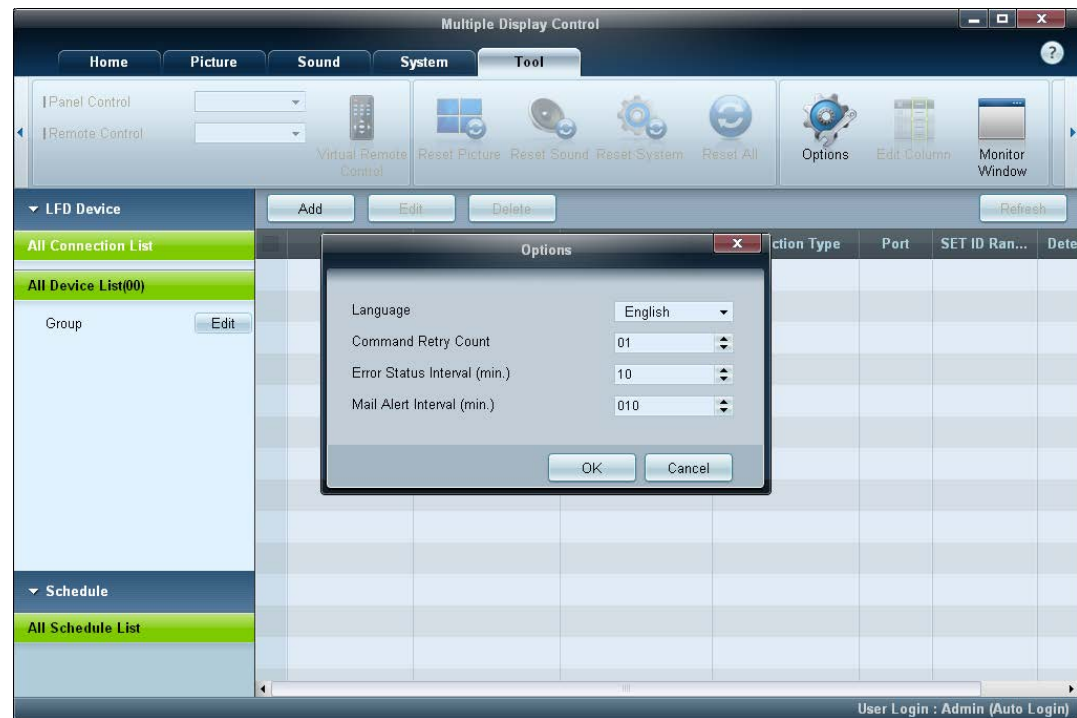 Multiple Display Control
Home Picture Sound System Tool
Panel Control
Remote Control
Virtual Remote Control
Reset Picture
Reset Sound
Reset System
Reset All
Options
Edit Column
Monitor Window
LFD Device
Add Edit Delete Refresh
All Connection List
ction Type Port SET ID Ran... Dete
All Device List(00)
Group Edit
Options
Language English
Command Retry Count 01
Error Status Interval (min.) 10
Mail Alert Interval (min.) 010
OK Cancel
Schedule
All Schedule List
User Login : Admin (Auto Login)